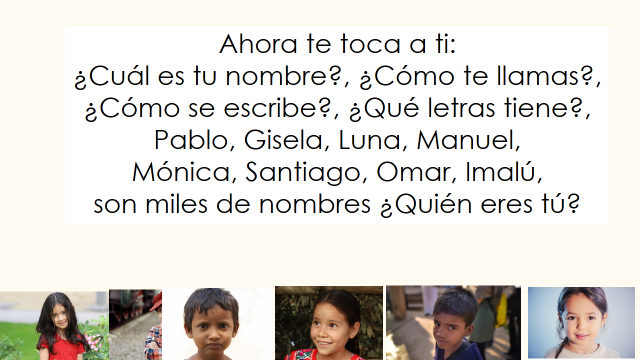 Ahora te toca a ti:
¿Cuál es tu nombre?, ¿Cómo te llamas?,
¿Cómo se escribe?, ¿Qué letras tiene?,
Pablo, Gisela, Luna, Manuel,
Mónica, Santiago, Omar, Imalú,
son miles de nombres ¿Quién eres tú?